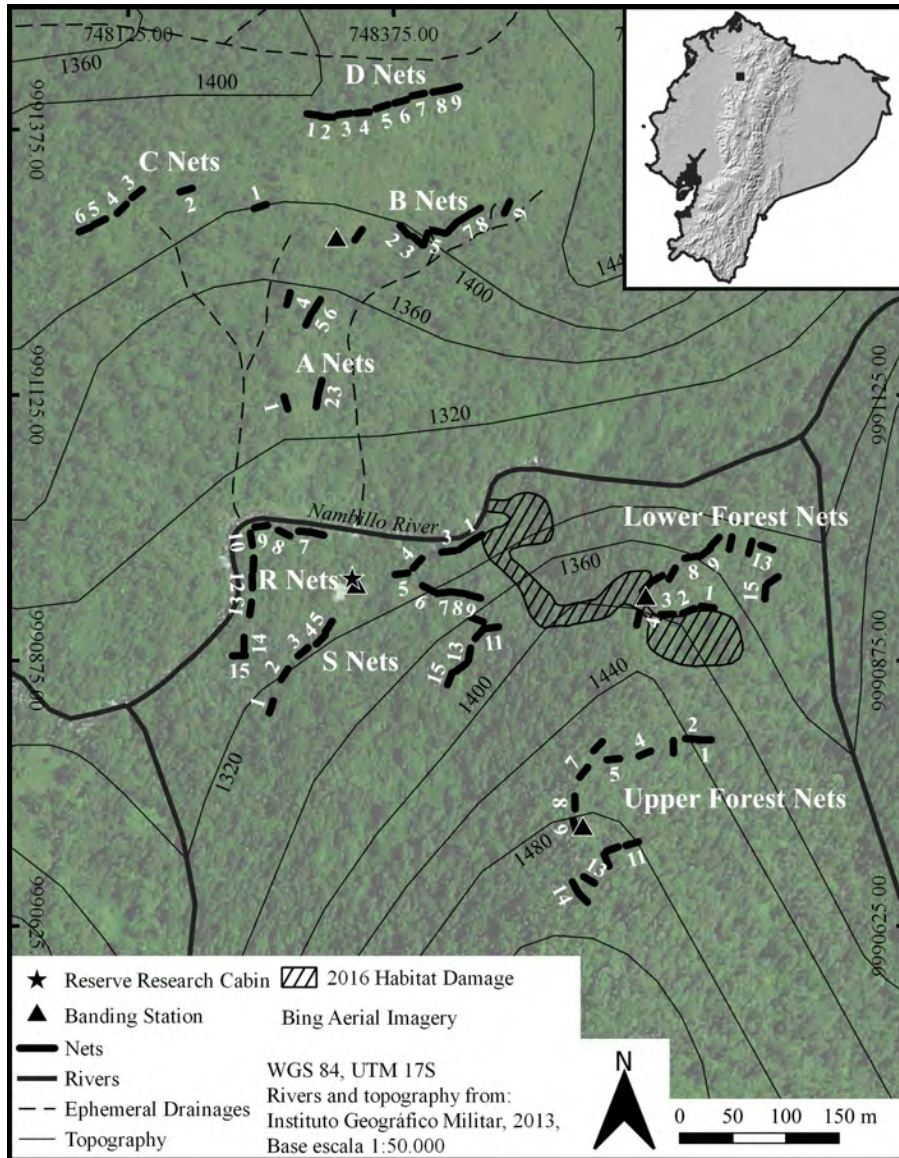 748125.00
748375.00
7
1360
1400
D Nets
1 2 3 4 5 6 7 8 9
9991375.00
C Nets
6 5 4 3
2
1
B Nets
2 3 5 7 8 9
144
1400
1360
4
5 6
A Nets
1
2 3
9991125.00
9991125.00
1320
Nambillo River
Lower Forest Nets
10 9 8 7
4 3 1
1360
8 9 13
15
R Nets
12
13
5
6 7 8 9
4 3 2 1
14
15
3 4 5
2
1
S Nets
11
13
15
9990875.00
9990875.00
1400
1440
1320
2
1
4
5
7
8
9
Upper Forest Nets
1480
11
13
14
9990625.00
9990625.00
Reserve Research Cabin
2016 Habitat Damage
Banding Station
Bing Aerial Imagery
Nets
Rivers
WGS 84, UTM 17S
Ephemeral Drainages
Rivers and topography from:
Instituto Geográfico Militar, 2013,
Topography
Base escala 1:50.000
N
0 50 100 150 m